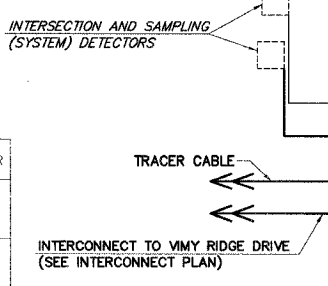 INTERSECTION AND SAMPLING
(SYSTEM) DETECTORS
R
TRACER CABLE
INTERCONNECT TO VIMY RIDGE DRIVE
(SEE INTERCONNECT PLAN)